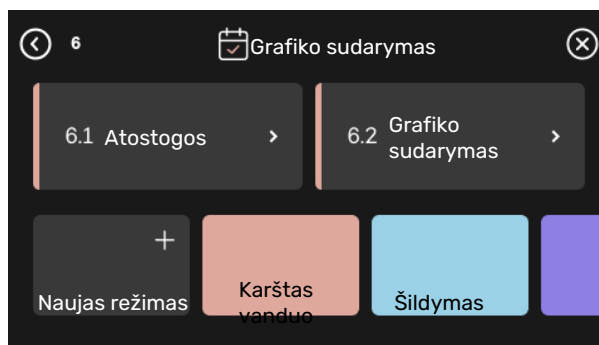 6 Grafiko sudarymas
6.1 Atostogos
6.2 Grafiko
sudarymas
Naujas režimas
Karštas
vanduo
Šildymas